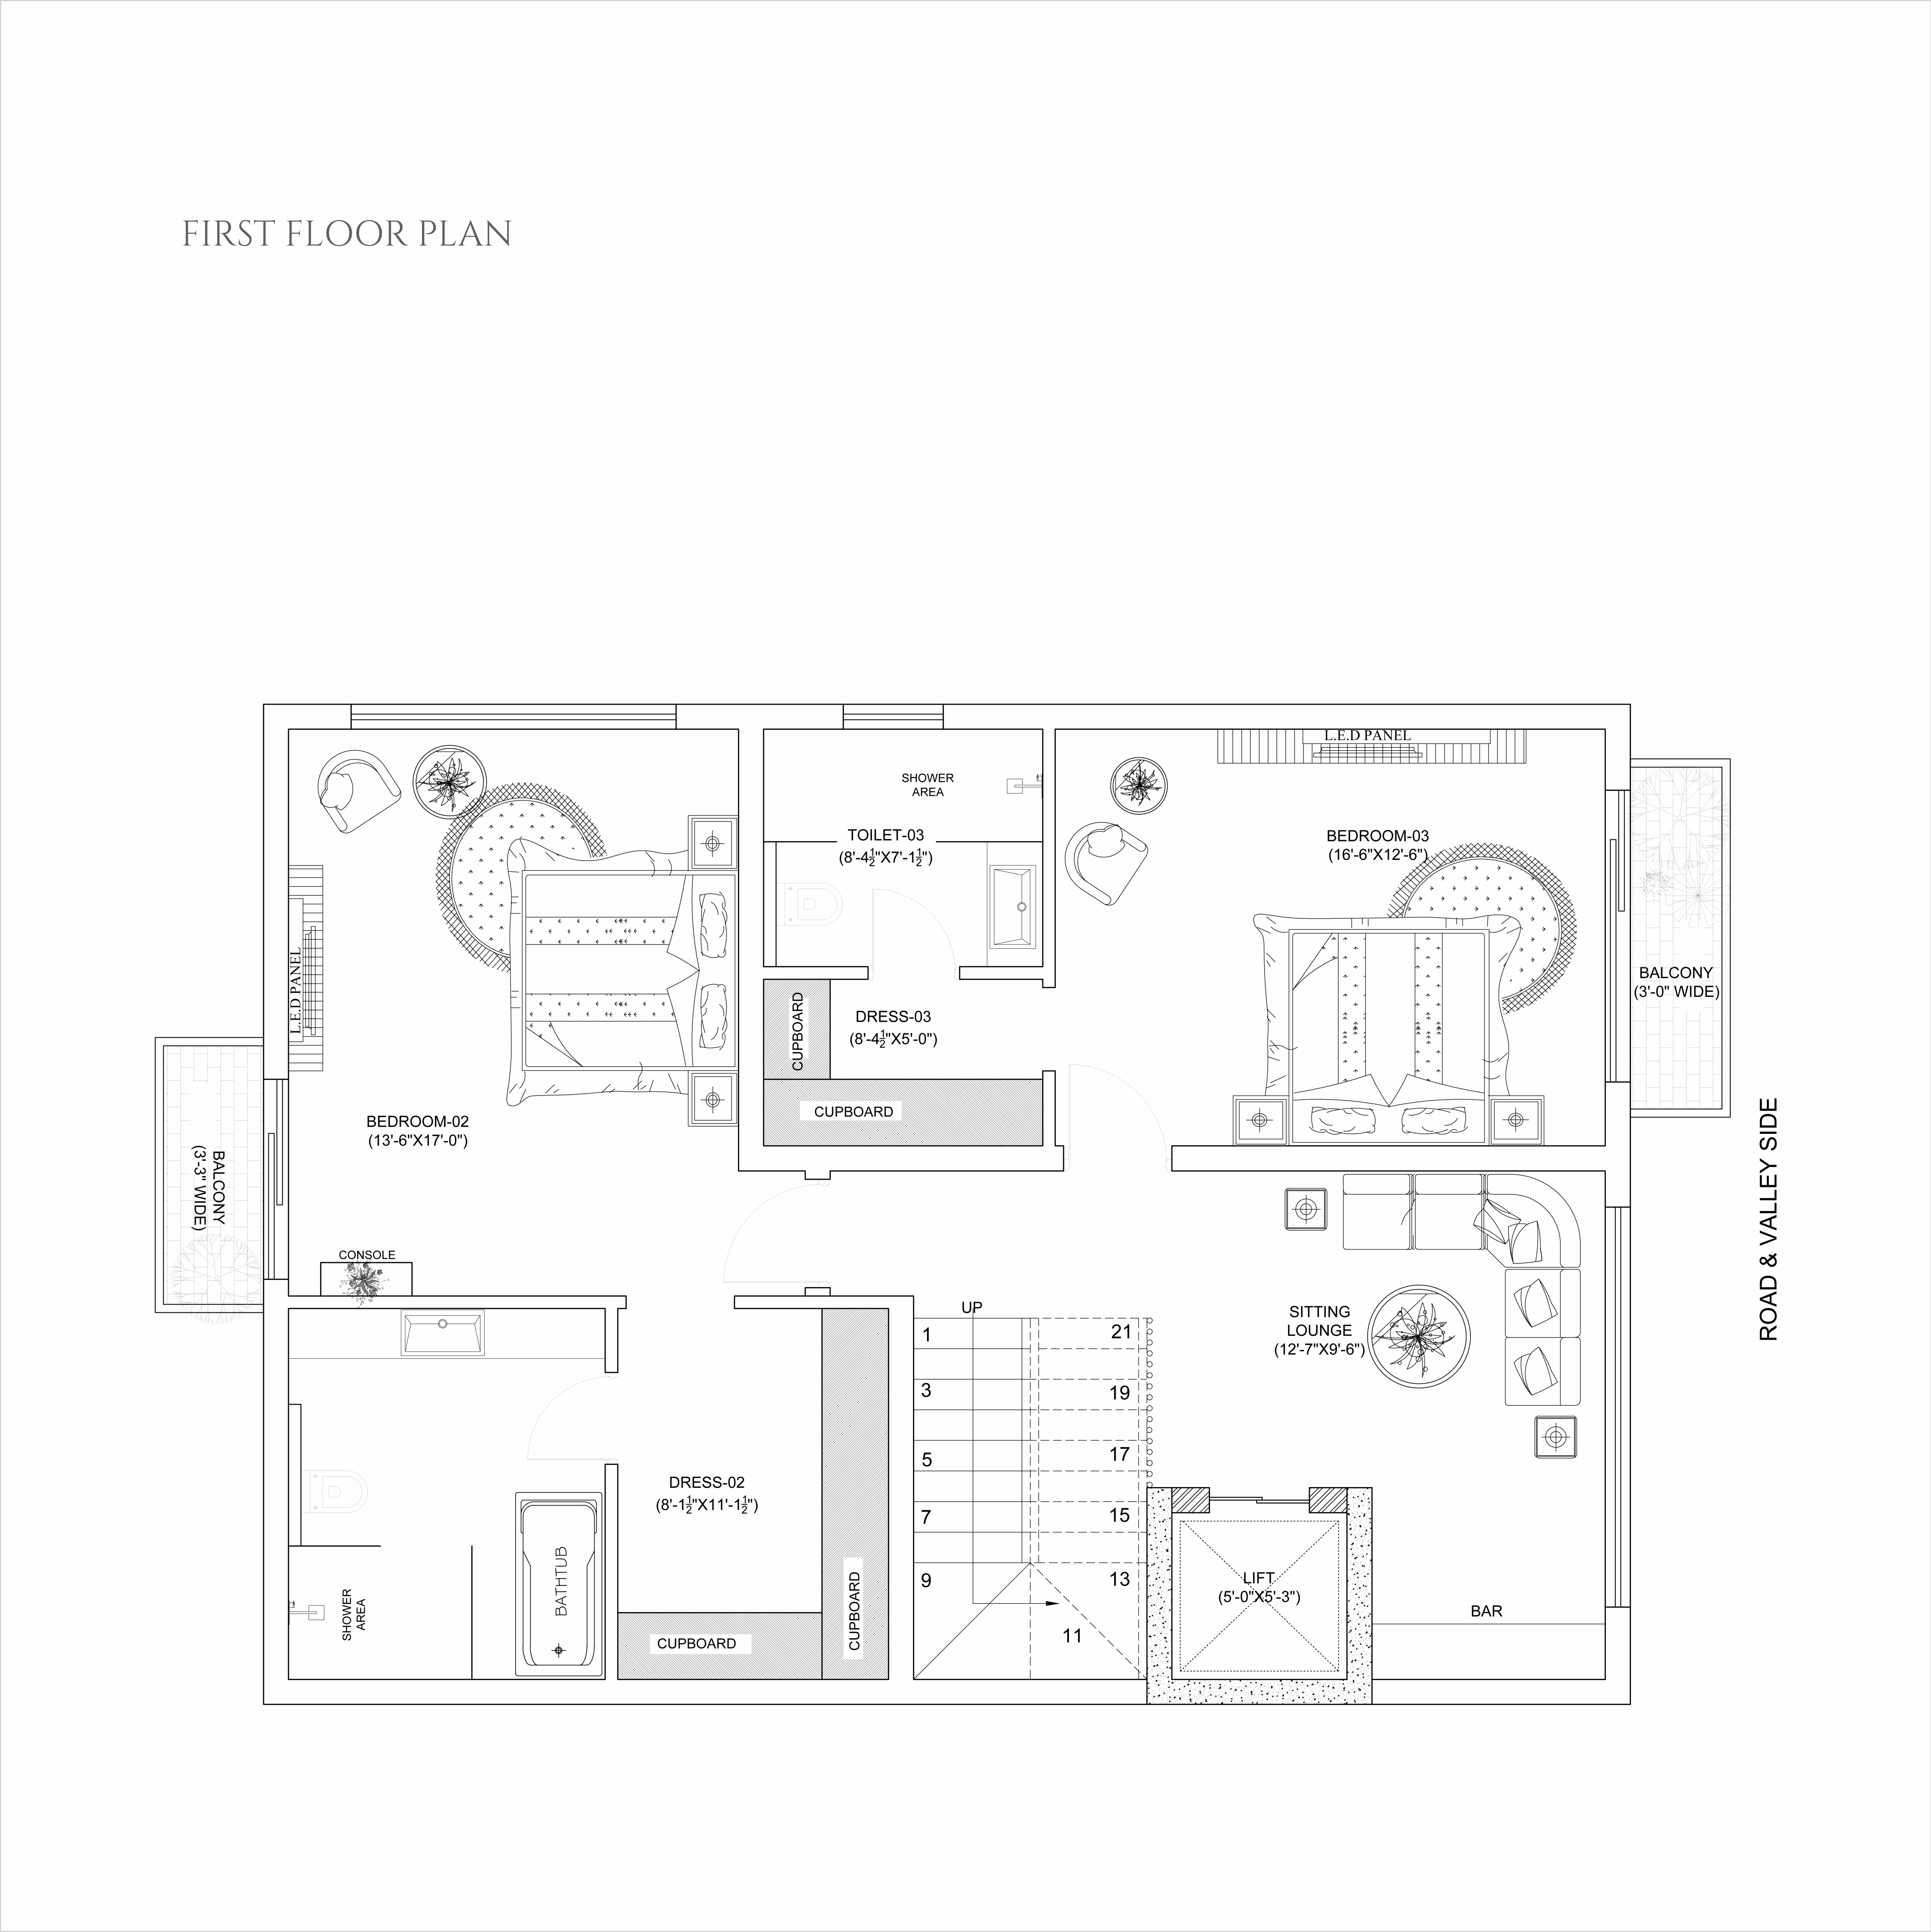 FIRST FLOOR PLAN
L.E.D PANEL
SHOWER
AREA
TOILET-03
(8'-4½"X7'-1½")
BEDROOM-03
(16'-6"X12'-6")
BALCONY
(3'-0" WIDE)
L.E.D PANEL
CUPBOARD
DRESS-03
(8'-4½"X5'-0")
CUPBOARD
BEDROOM-02
(13'-6"X17'-0")
BALCONY
(3'-3" WIDE)
ROAD & VALLEY SIDE
CONSOLE
UP
SITTING
LOUNGE
(12'-7"X9'-6")
1
21
3
19
5
17
7
15
9
13
11
DRESS-02
(8'-1½"X11'-1½")
BATHTUB
SHOWER
AREA
CUPBOARD
CUPBOARD
LIFT
(5'-0"X5'-3")
BAR